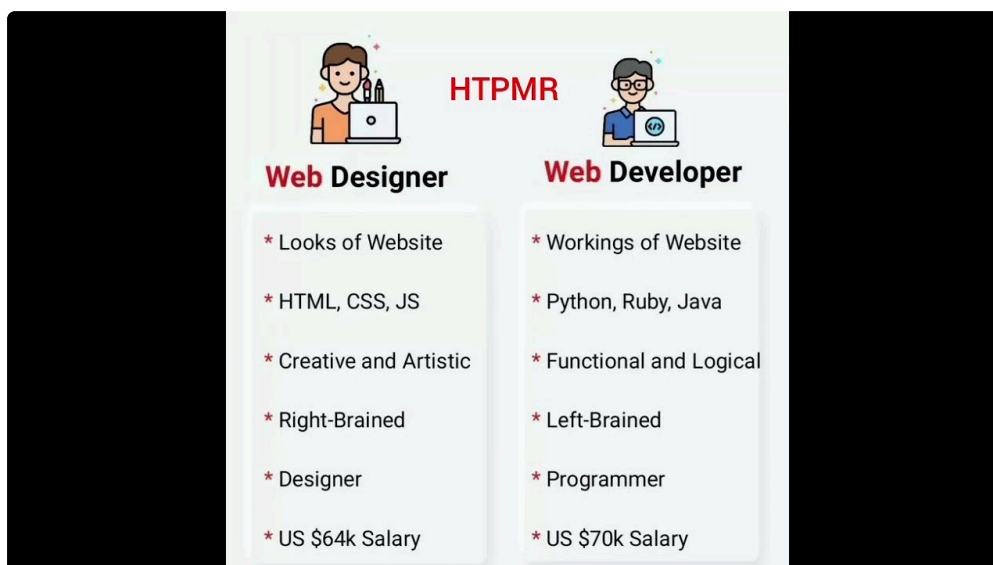 HTPMR
Web Designer
* Looks of Website
* HTML, CSS, JS
* Creative and Artistic
* Right-Brained
* Designer
* US $64k Salary
Web Developer
* Workings of Website
* Python, Ruby, Java
* Functional and Logical
* Left-Brained
* Programmer
* US $70k Salary